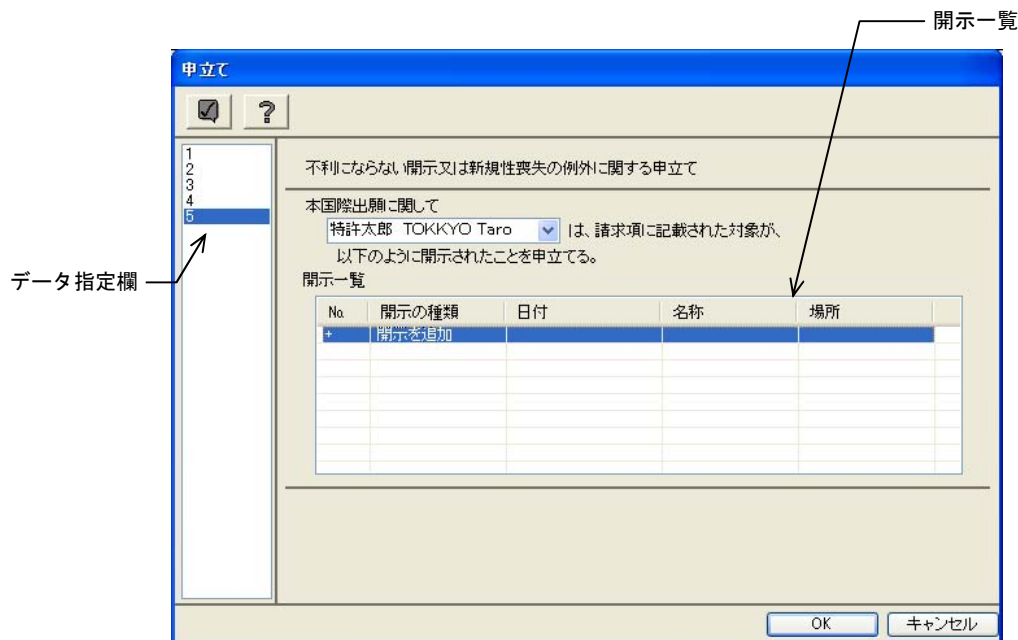 開示一覧
申立て
?
1
2
3
4
5
不利にならない開示又は新規性喪失の例外に関する申立て
本国際出願に関して
特許太郎 TOKKYO Taro は、請求項に記載された対象が、
以下のように開示されたことを申立てる。
データ指定欄
開示一覧
No. 開示の種類 日付 名称 場所
+ 開示を追加
OK キャンセル